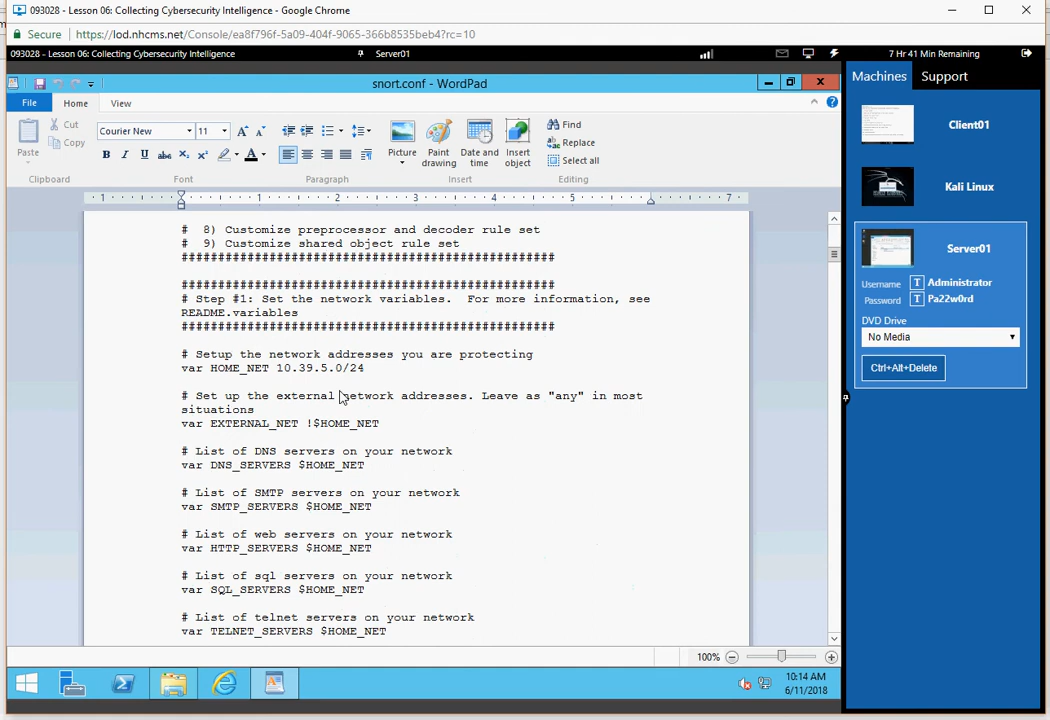 093028 - Lesson 06: Collecting Cybersecurity Intelligence - Google Chrome
Secure https://lod.nhcms.net/Console/ea8f796f-5a09-404f-9065-366b8535beb4?rc=10
093028 - Lesson 06: Collecting Cybersecurity Intelligence Server01 7 Hr 41 Min Remaining
snort.conf - WordPad
File Home View
Paste
Cut
Copy
Clipboard
Courier New 11
Font
Paragraph
Picture
Paint drawing
Date and time
Insert object
Insert
Find
Replace
Select all
Editing
1 1 2 3 4 5 7
# 8) Customize preprocessor and decoder rule set
# 9) Customize shared object rule set
###################################################
###################################################
# Step #1: Set the network variables. For more information, see
README.variables
###################################################
# Setup the network addresses you are protecting
var HOME_NET 10.39.5.0/24
# Set up the external network addresses. Leave as "any" in most
situations
var EXTERNAL_NET !$HOME_NET
# List of DNS servers on your network
var DNS_SERVERS $HOME_NET
# List of SMTP servers on your network
var SMTP_SERVERS $HOME_NET
# List of web servers on your network
var HTTP_SERVERS $HOME_NET
# List of sql servers on your network
var SQL_SERVERS $HOME_NET
# List of telnet servers on your network
var TELNET_SERVERS $HOME_NET
100%
10:14 AM
6/11/2018
Machines Support
Client01
Kali Linux
Server01
Username T Administrator
Password T Pa22w0rd
DVD Drive
No Media
Ctrl+Alt+Delete